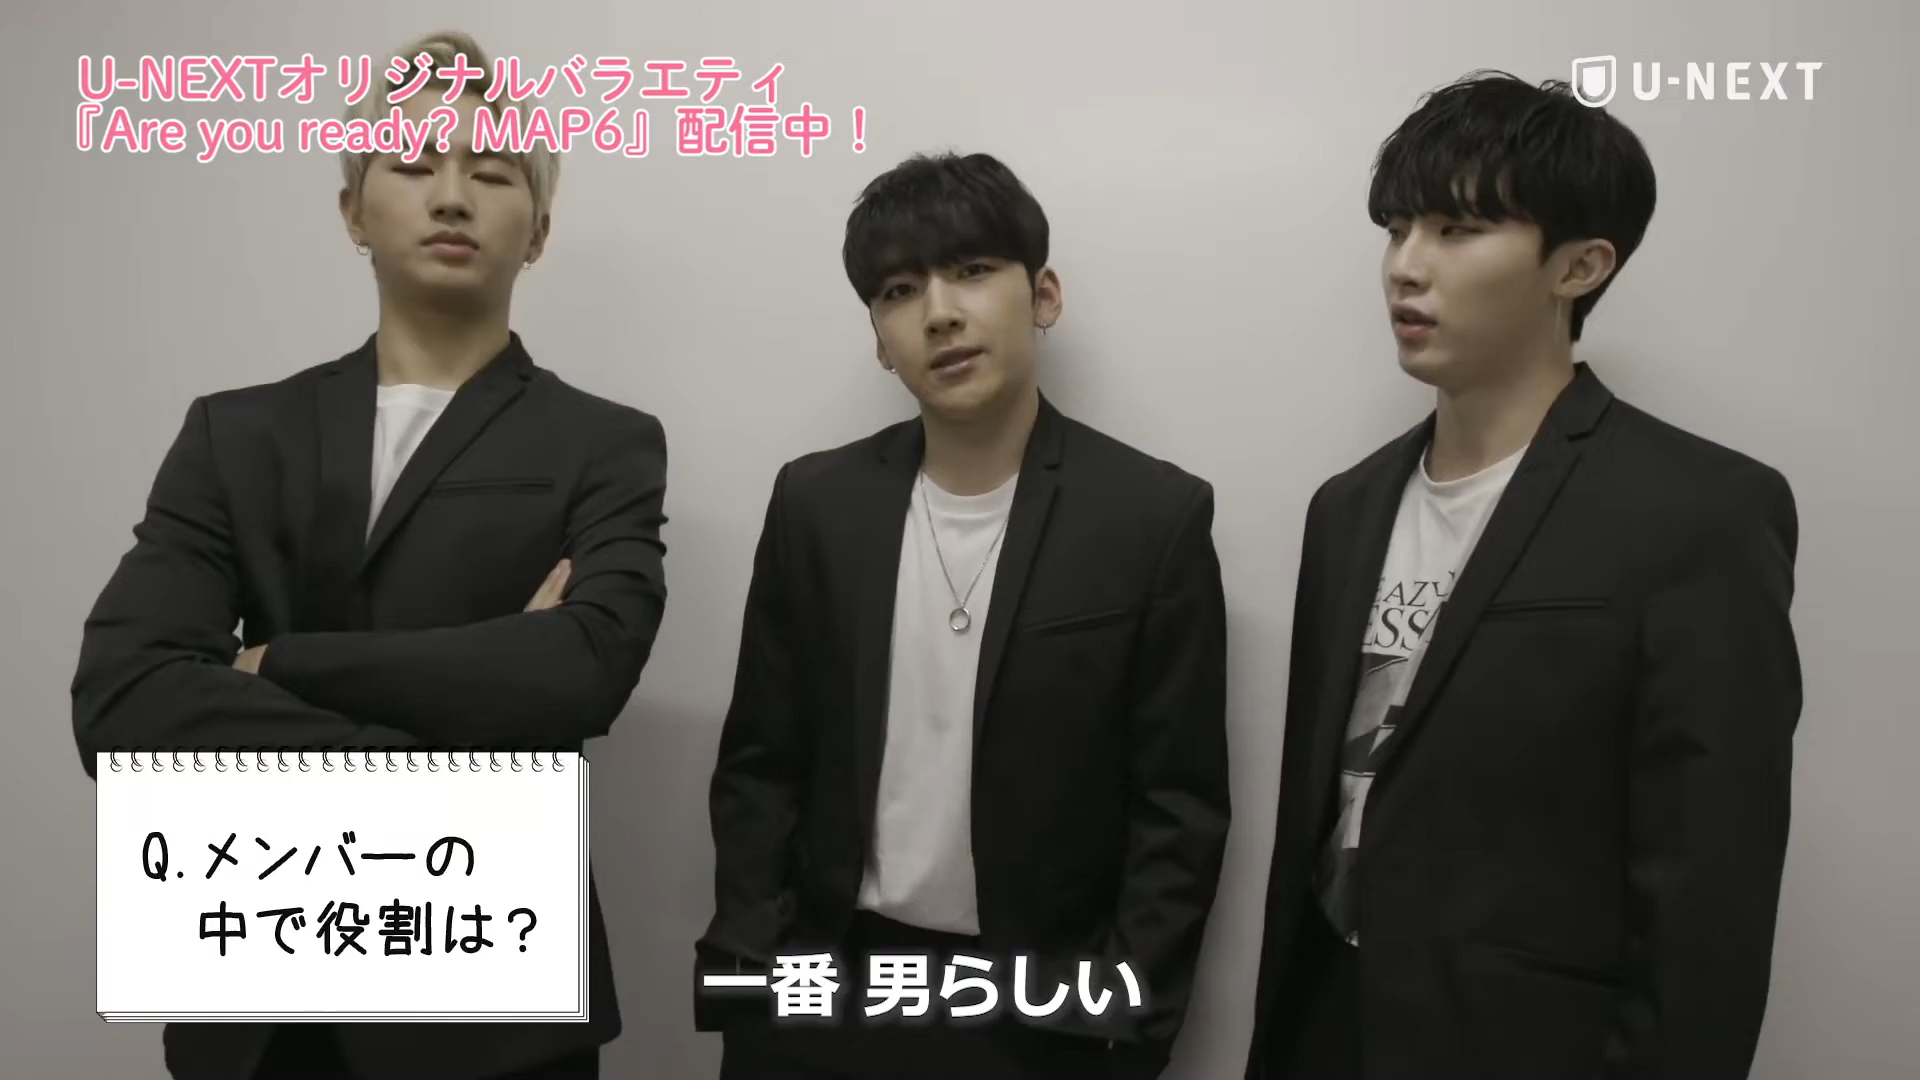 U-NEXTオリジナルバラエティ
『Are you ready? MAP6』配信中！
U-NEXT
Q.メンバーの
中で役割は？
一番 男らしい